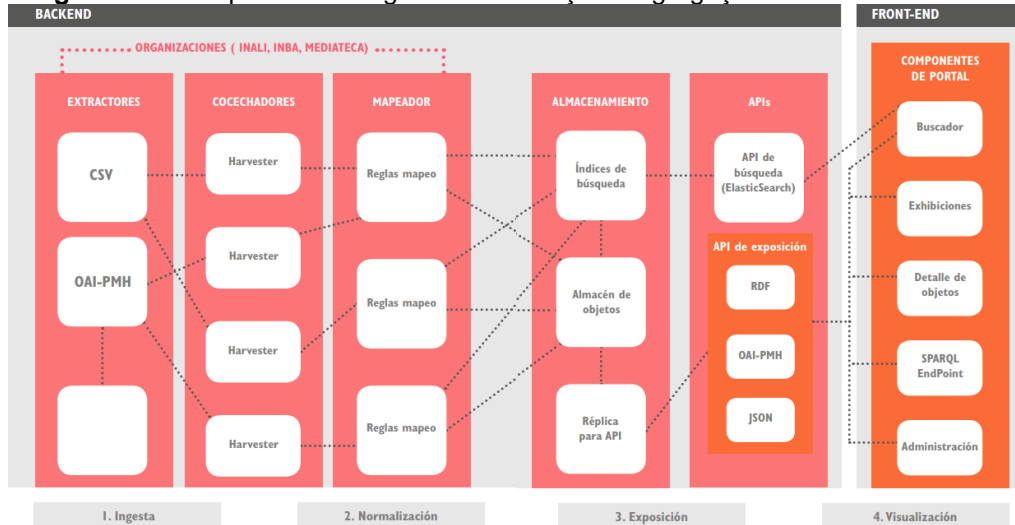 BACKEND
FRONT-END
ORGANIZACIONES ( INALI, INBA, MEDIATECA)
EXTRACTORES
CSV
OAI-PMH
COCECHADORES
Harvester
Harvester
Harvester
Harvester
MAPEADOR
Reglas mapeo
Reglas mapeo
Reglas mapeo
ALMACENAMIENTO
Índices de
búsqueda
Almacén de
objetos
Réplica
para API
APIs
API de
búsqueda
(ElasticSearch)
API de exposición
RDF
OAI-PMH
JSON
COMPONENTES
DE PORTAL
Buscador
Exhibiciones
Detalle de
objetos
SPARQL
EndPoint
Administración
1. Ingesta
2. Normalización
3. Exposición
4. Visualización